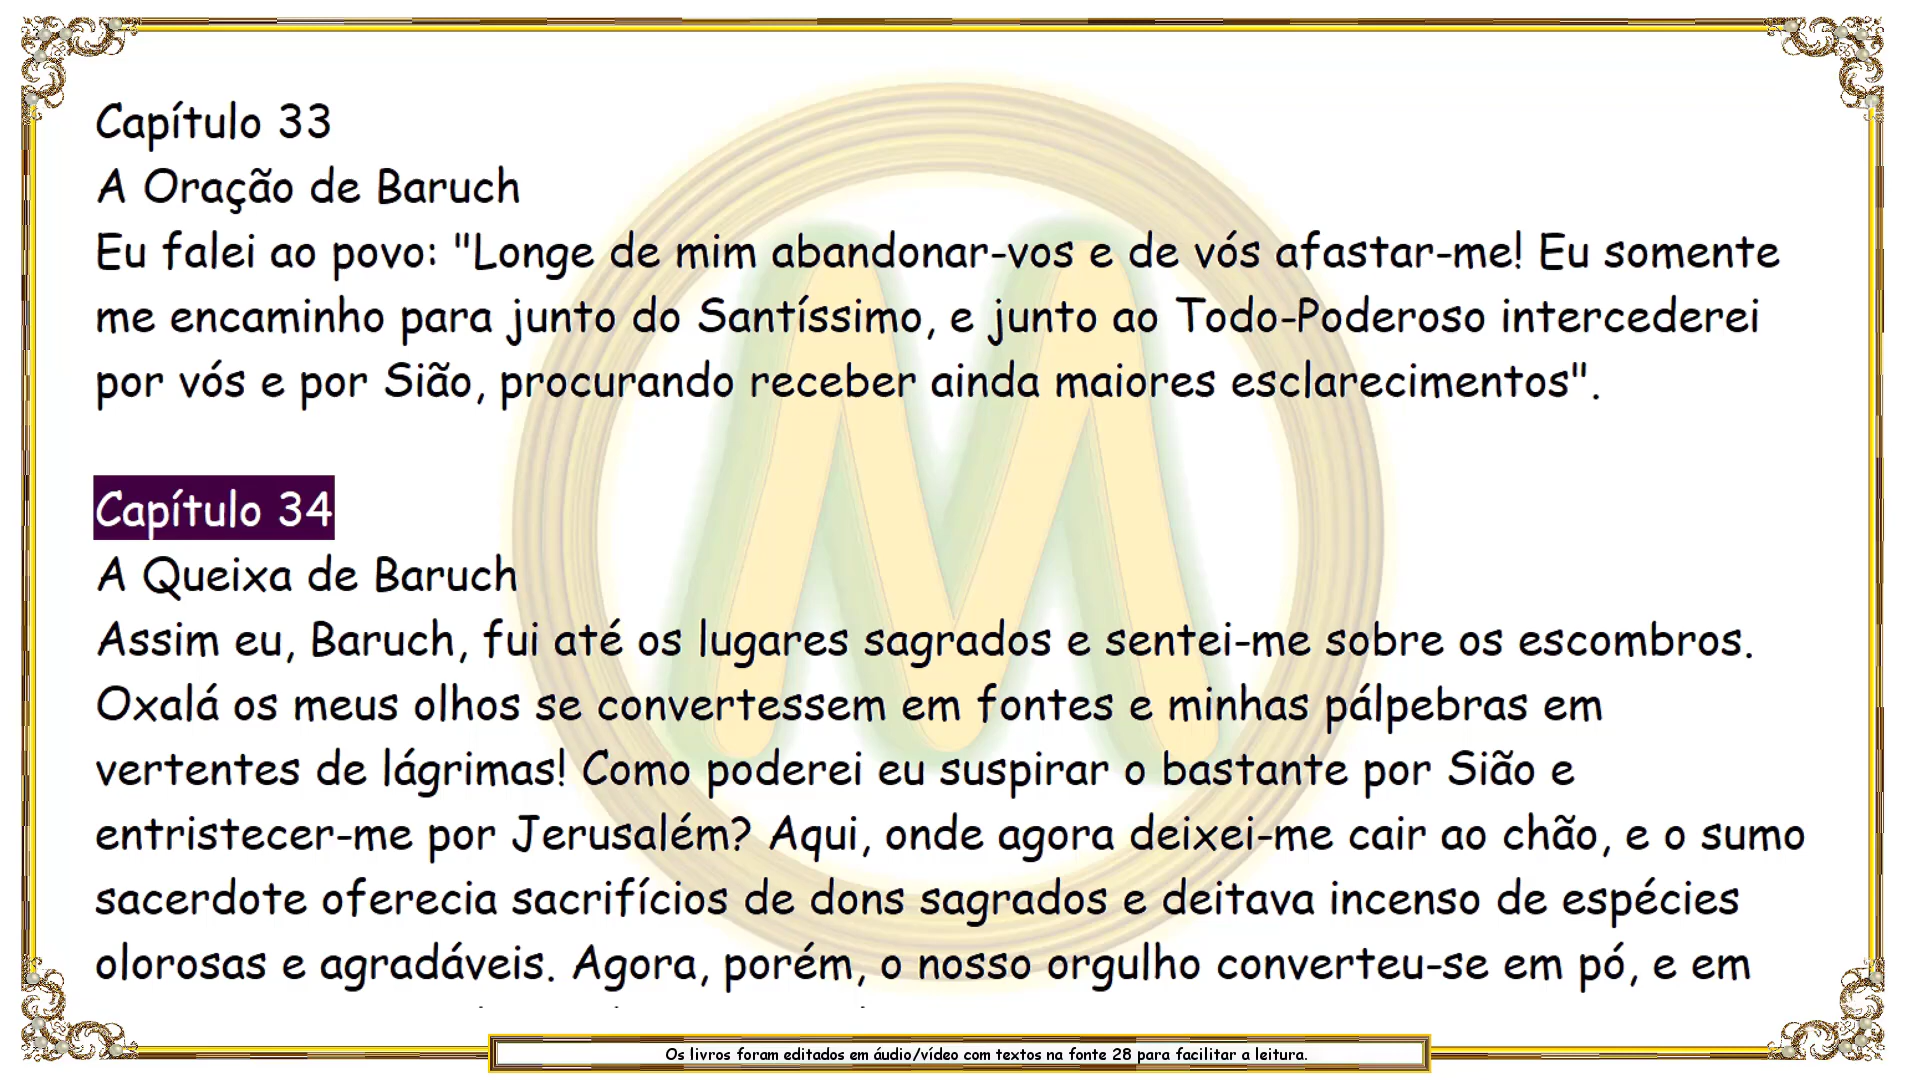 Capítulo 33
A Oração de Baruch
Eu falei ao povo: "Longe de mim abandonar-vos e de vós afastar-me! Eu somente
me encaminho para junto do Santíssimo, e junto ao Todo-Poderoso intercederei
por vós e por Sião, procurando receber ainda maiores esclarecimentos".
Capítulo 34
A Queixa de Baruch
Assim eu, Baruch, fui até os lugares sagrados e sentei-me sobre os escombros.
Oxalá os meus olhos se convertessem em fontes e minhas pálpebras em
vertentes de lágrimas! Como poderei eu suspirar o bastante por Sião e
entristecer-me por Jerusalém? Aqui, onde agora deixei-me cair ao chão, e o sumo
sacerdote oferecia sacrifícios de dons sagrados e deitava incenso de espécies
olorosas e agradáveis. Agora, porém, o nosso orgulho converteu-se em pó, e em
Os livros foram editados em áudio/vídeo com textos na fonte 28 para facilitar a leitura.